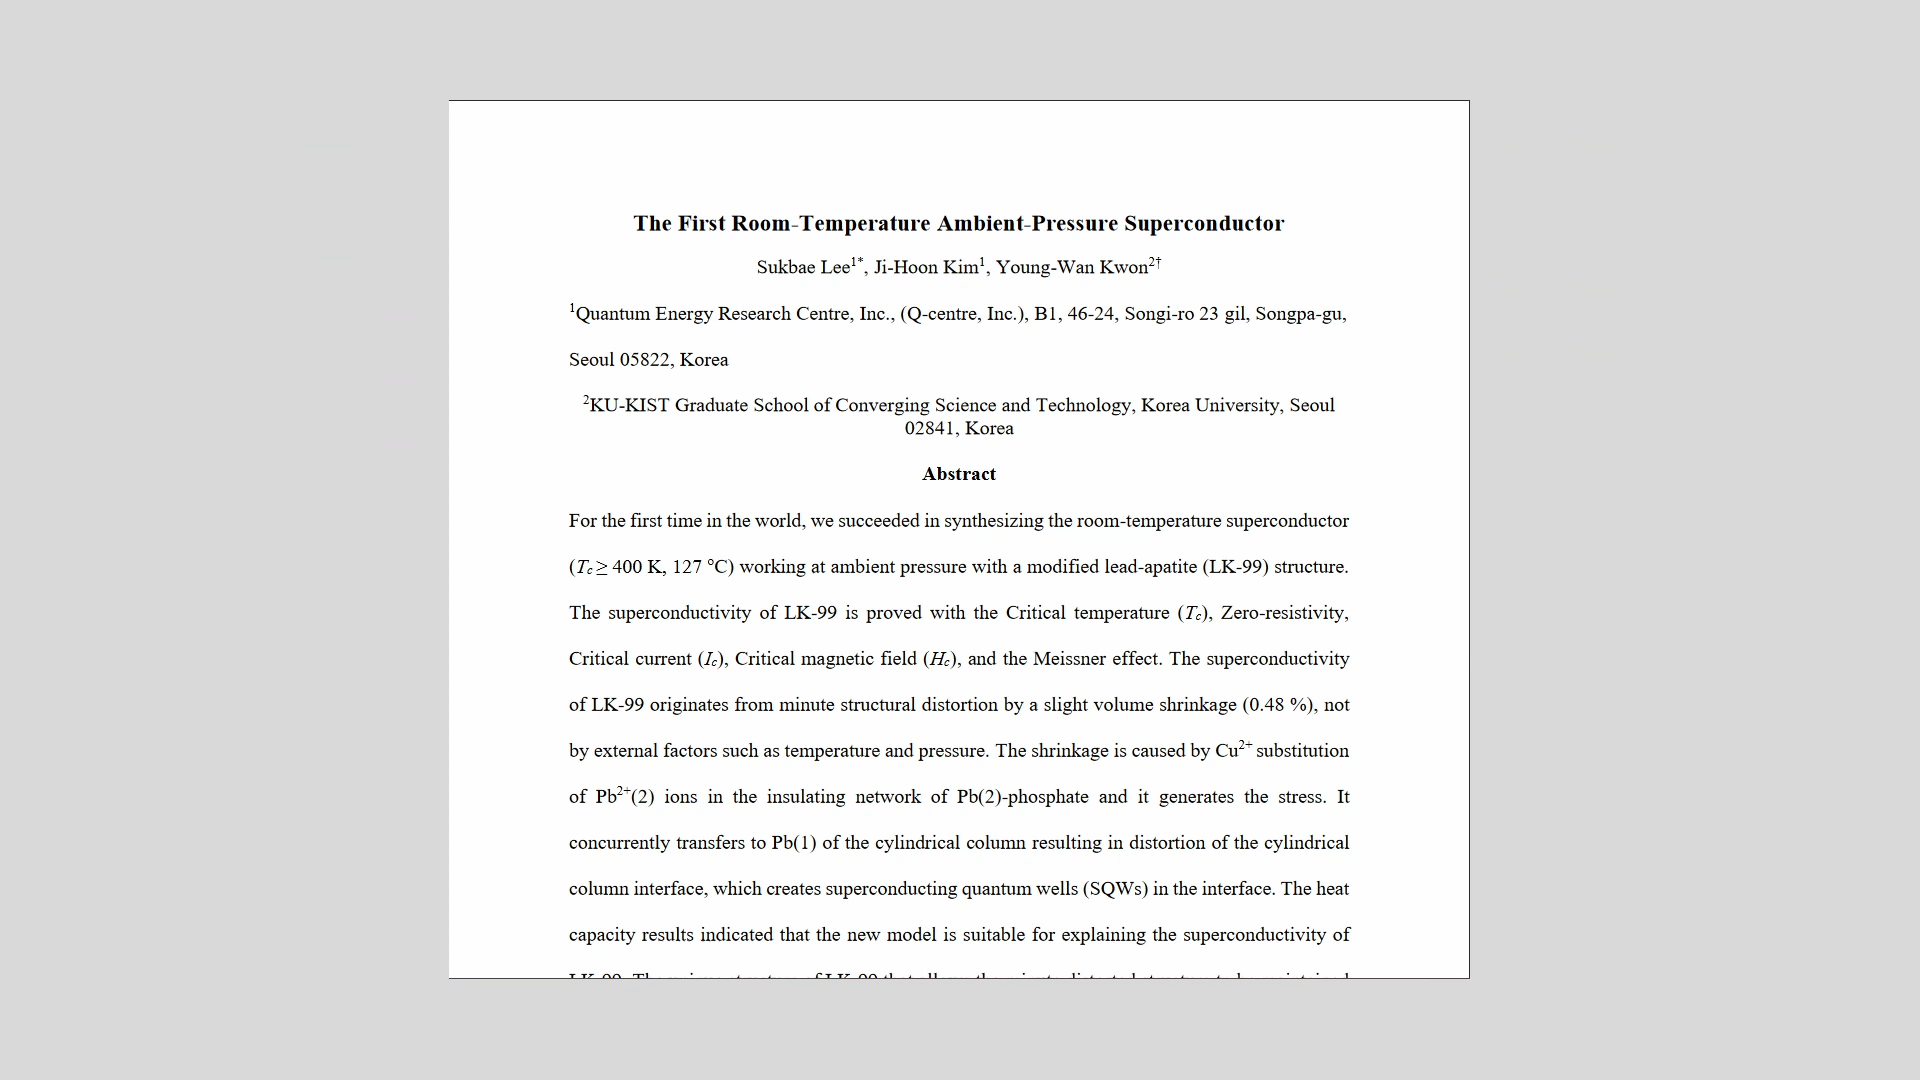 The First Room-Temperature Ambient-Pressure Superconductor
Sukbae Lee¹*, Ji-Hoon Kim¹, Young-Wan Kwon²†
¹Quantum Energy Research Centre, Inc., (Q-centre, Inc.), B1, 46-24, Songi-ro 23 gil, Songpa-gu,
Seoul 05822, Korea
²KU-KIST Graduate School of Converging Science and Technology, Korea University, Seoul
02841, Korea
Abstract
For the first time in the world, we succeeded in synthesizing the room-temperature superconductor
(Tc ≥ 400 K, 127 °C) working at ambient pressure with a modified lead-apatite (LK-99) structure.
The superconductivity of LK-99 is proved with the Critical temperature (Tc), Zero-resistivity,
Critical current (Ic), Critical magnetic field (Hc), and the Meissner effect. The superconductivity
of LK-99 originates from minute structural distortion by a slight volume shrinkage (0.48 %), not
by external factors such as temperature and pressure. The shrinkage is caused by Cu²⁺ substitution
of Pb²⁺(2) ions in the insulating network of Pb(2)-phosphate and it generates the stress. It
concurrently transfers to Pb(1) of the cylindrical column resulting in distortion of the cylindrical
column interface, which creates superconducting quantum wells (SQWs) in the interface. The heat
capacity results indicated that the new model is suitable for explaining the superconductivity of